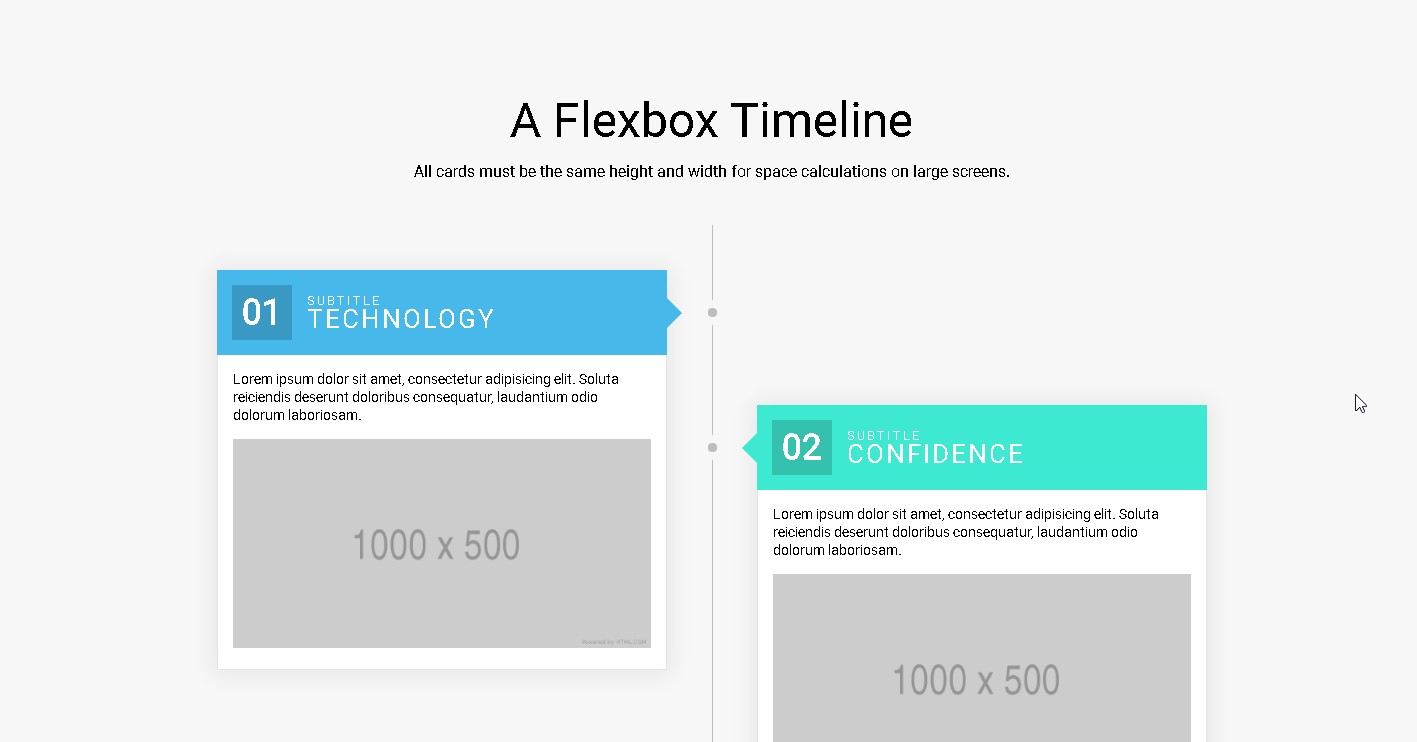 A Flexbox Timeline
All cards must be the same height and width for space calculations on large screens.
01
SUBTITLE
TECHNOLOGY
Lorem ipsum dolor sit amet, consectetur adipisicing elit. Soluta
reiciendis deserunt doloribus consequatur, laudantium odio
dolorum laboriosam.
1000 x 500
Powered by HTML.COM
02
SUBTITLE
CONFIDENCE
Lorem ipsum dolor sit amet, consectetur adipisicing elit. Soluta
reiciendis deserunt doloribus consequatur, laudantium odio
dolorum laboriosam.
1000 x 500